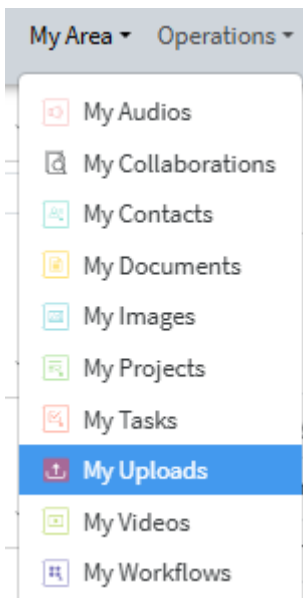 My Area Operations
My Audios
My Collaborations
My Contacts
My Documents
My Images
My Projects
My Tasks
My Uploads
My Videos
My Workflows